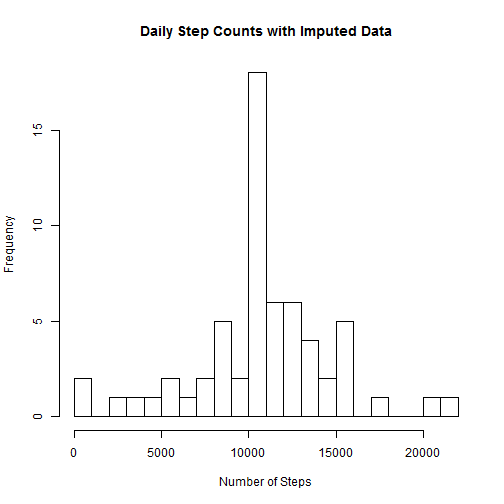 Daily Step Counts with Imputed Data
Frequency
15
10
5
0
0 5000 10000 15000 20000
Number of Steps